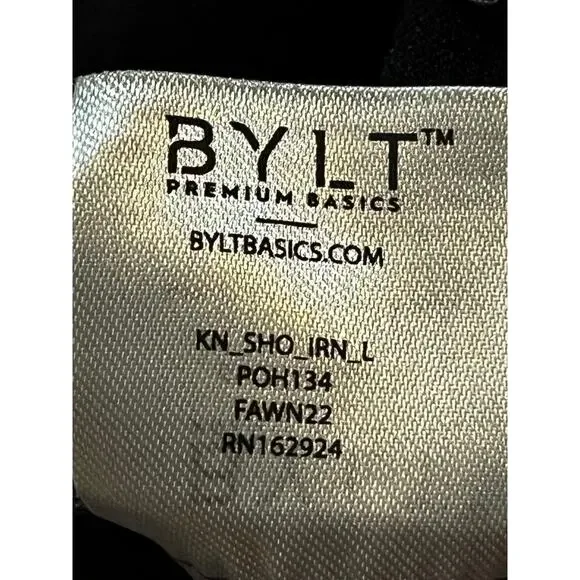 BYLT™
PREMIUM BASICS
BYLTBASICS.COM
KN_SHO_IRN_L
POH134
FAWN22
RN162924